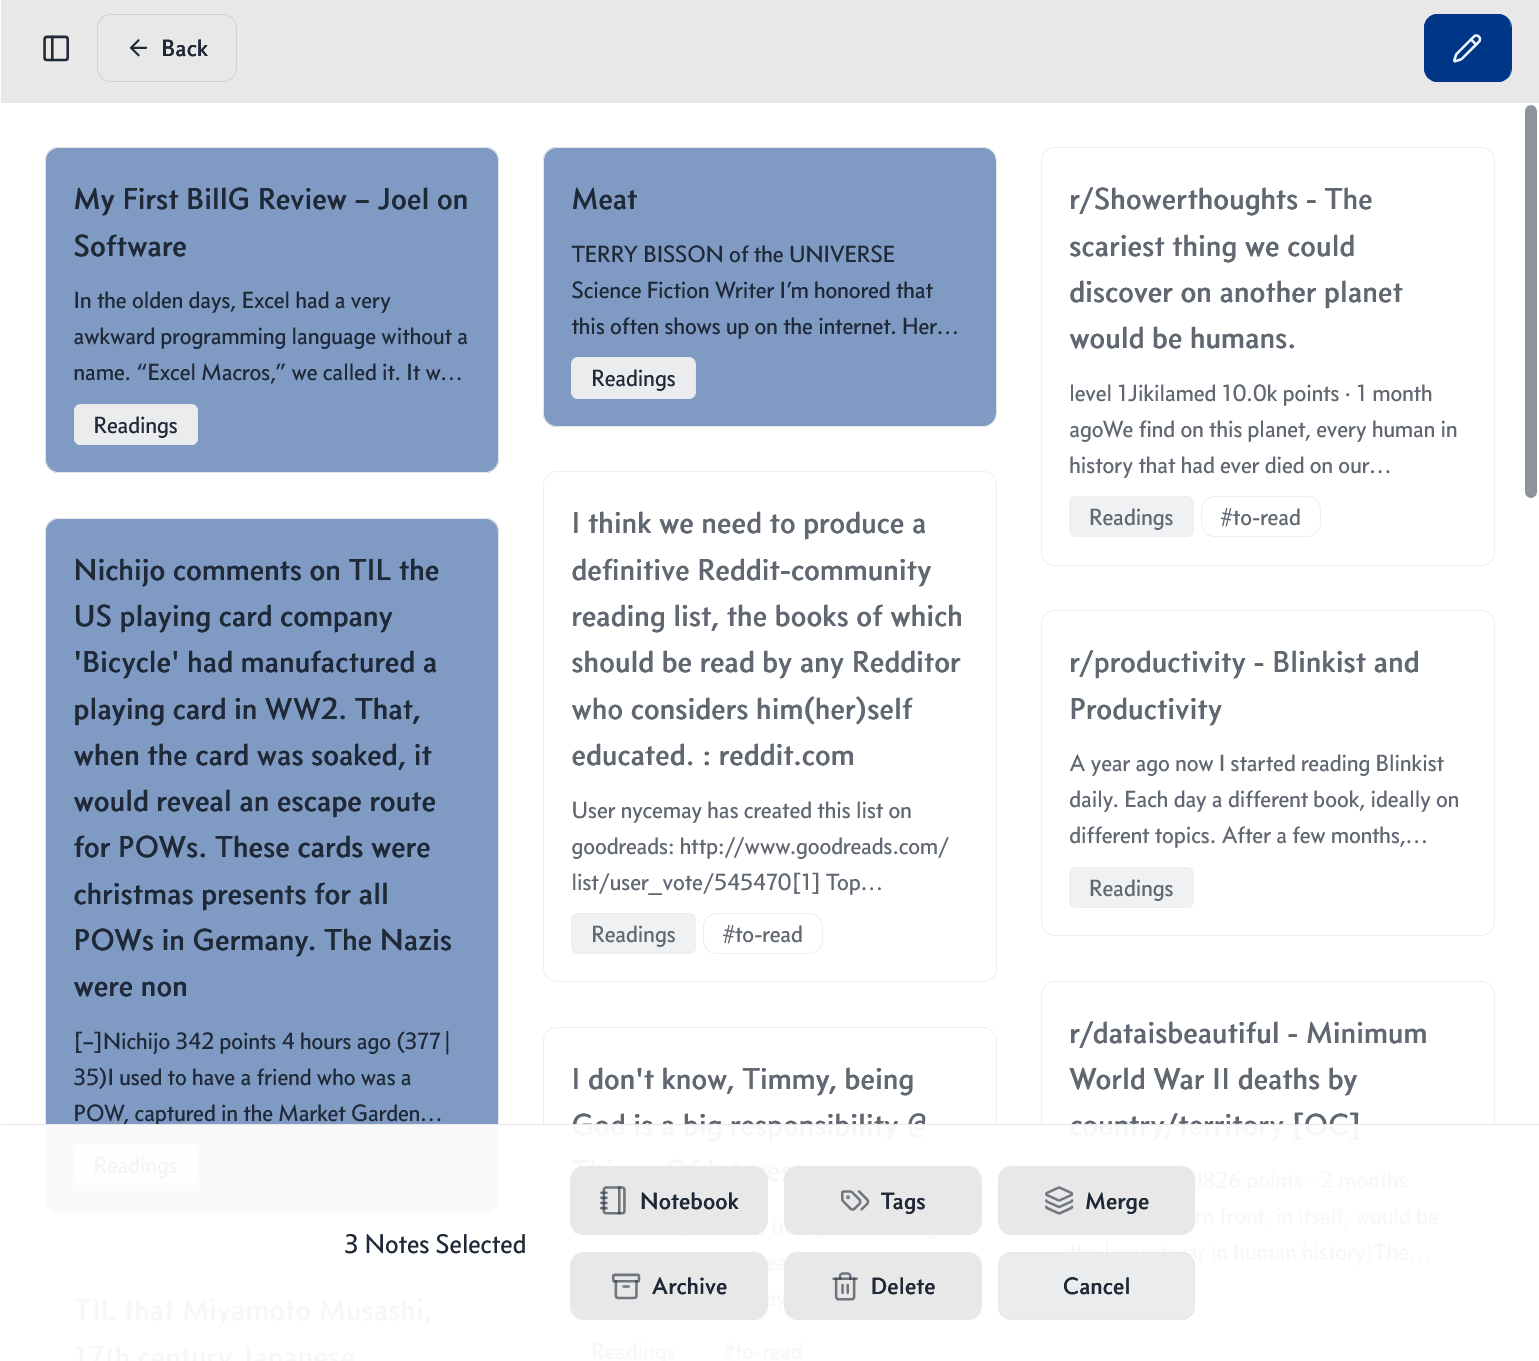 Back
My First BillG Review – Joel on
Software
In the olden days, Excel had a very
awkward programming language without a
name. “Excel Macros,” we called it. It w…
Readings
Nichijo comments on TIL the
US playing card company
'Bicycle' had manufactured a
playing card in WW2. That,
when the card was soaked, it
would reveal an escape route
for POWs. These cards were
christmas presents for all
POWs in Germany. The Nazis
were non
[–]Nichijo 342 points 4 hours ago (377|
35)I used to have a friend who was a
POW, captured in the Market Garden…
Readings
TIL that Miyamoto Musashi,
17th century Japanese
Meat
TERRY BISSON of the UNIVERSE
Science Fiction Writer I’m honored that
this often shows up on the internet. Her…
Readings
I think we need to produce a
definitive Reddit-community
reading list, the books of which
should be read by any Redditor
who considers him(her)self
educated. : reddit.com
User nycemay has created this list on
goodreads: http://www.goodreads.com/
list/user_vote/545470[1] Top…
Readings
#to-read
I don't know, Timmy, being
God is a big responsibility @
Readings
#to-read
r/Showerthoughts - The
scariest thing we could
discover on another planet
would be humans.
level 1Jikilamed 10.0k points · 1 month
agoWe find on this planet, every human in
history that had ever died on our…
Readings
#to-read
r/productivity - Blinkist and
Productivity
A year ago now I started reading Blinkist
daily. Each day a different book, ideally on
different topics. After a few months,…
Readings
r/dataisbeautiful - Minimum
World War II deaths by
country/territory [OC]
points · 2 months
front, in itself, would be
in human history!The…
3 Notes Selected
Notebook
Tags
Merge
Archive
Delete
Cancel